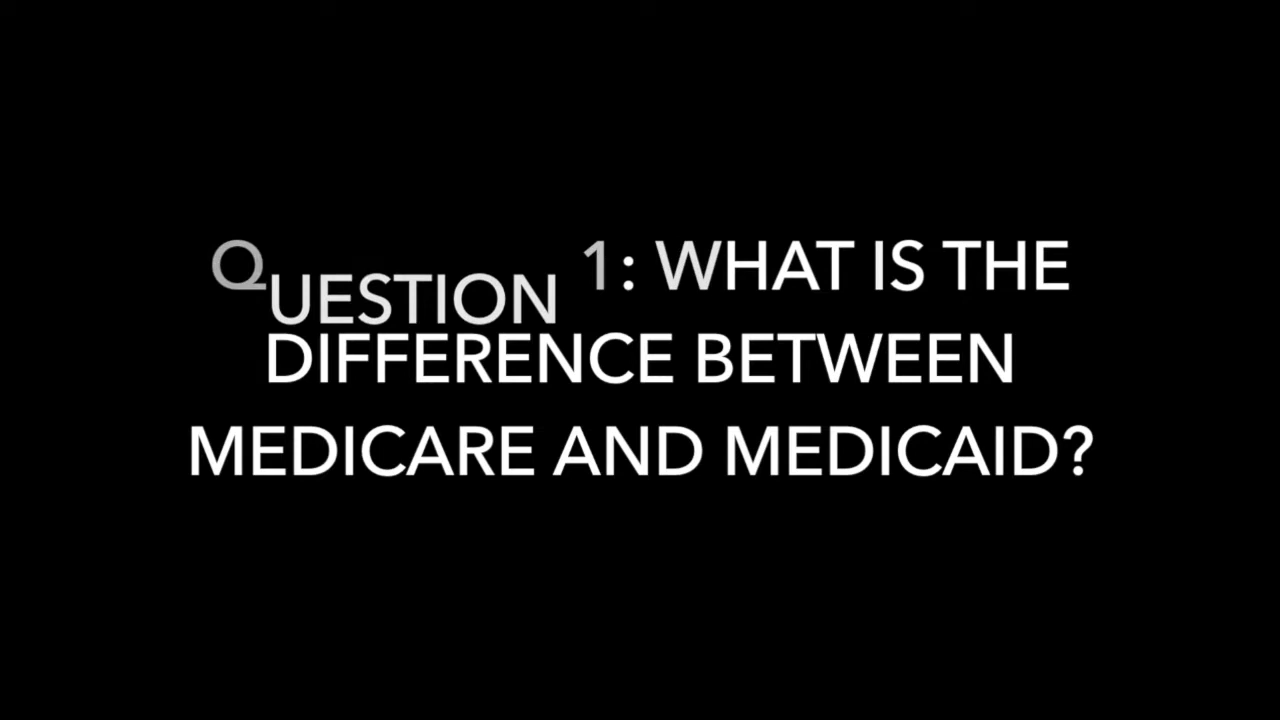 QUESTION 1: WHAT IS THE
DIFFERENCE BETWEEN
MEDICARE AND MEDICAID?